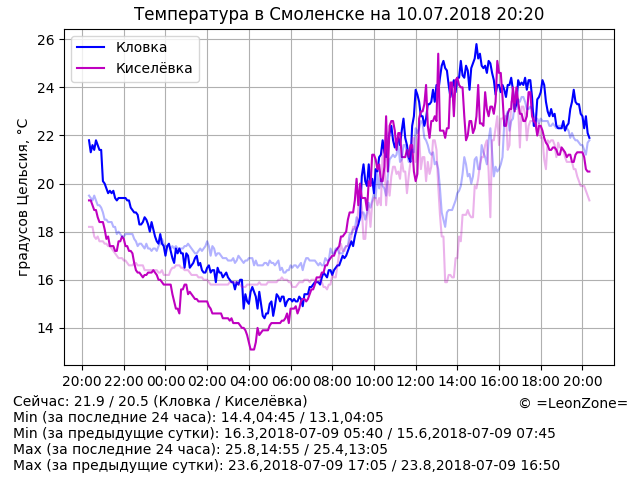 Температура в Смоленске на 10.07.2018 20:20
градусов Цельсия, °C
26
24
22
20
18
16
14
Кловка
Киселёвка
20:00 22:00 00:00 02:00 04:00 06:00 08:00 10:00 12:00 14:00 16:00 18:00 20:00
Сейчас: 21.9 / 20.5 (Кловка / Киселёвка)
© =LeonZone=
Min (за последние 24 часа): 14.4,04:45 / 13.1,04:05
Min (за предыдущие сутки): 16.3,2018-07-09 05:40 / 15.6,2018-07-09 07:45
Max (за последние 24 часа): 25.8,14:55 / 25.4,13:05
Max (за предыдущие сутки): 23.6,2018-07-09 17:05 / 23.8,2018-07-09 16:50